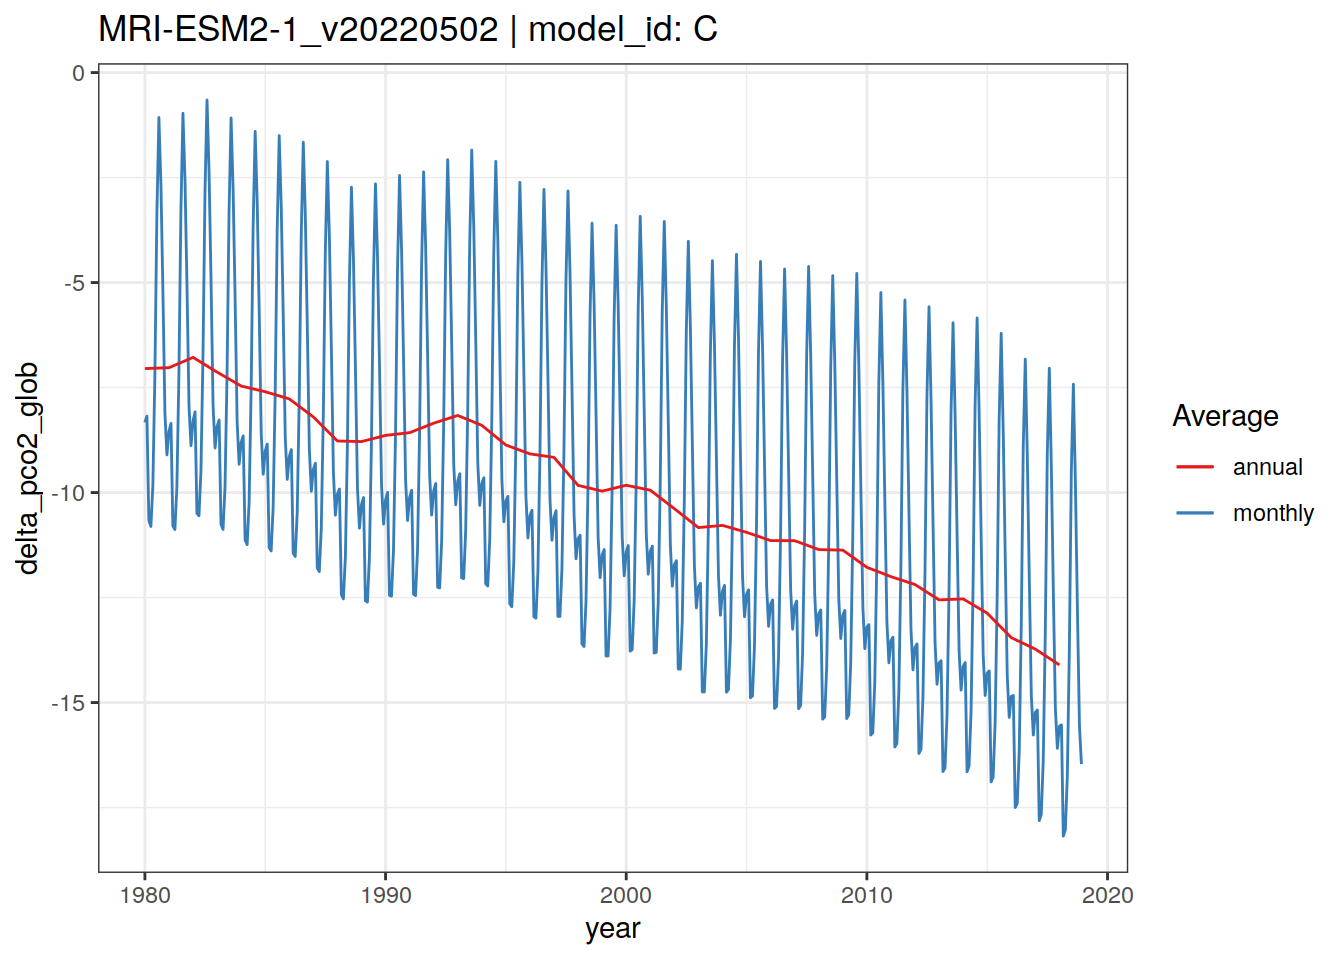 MRI-ESM2-1_v20220502 | model_id: C
0
-5
-10
-15
delta_pco2_glob
1980
1990
2000
2010
2020
year
Average
annual
monthly